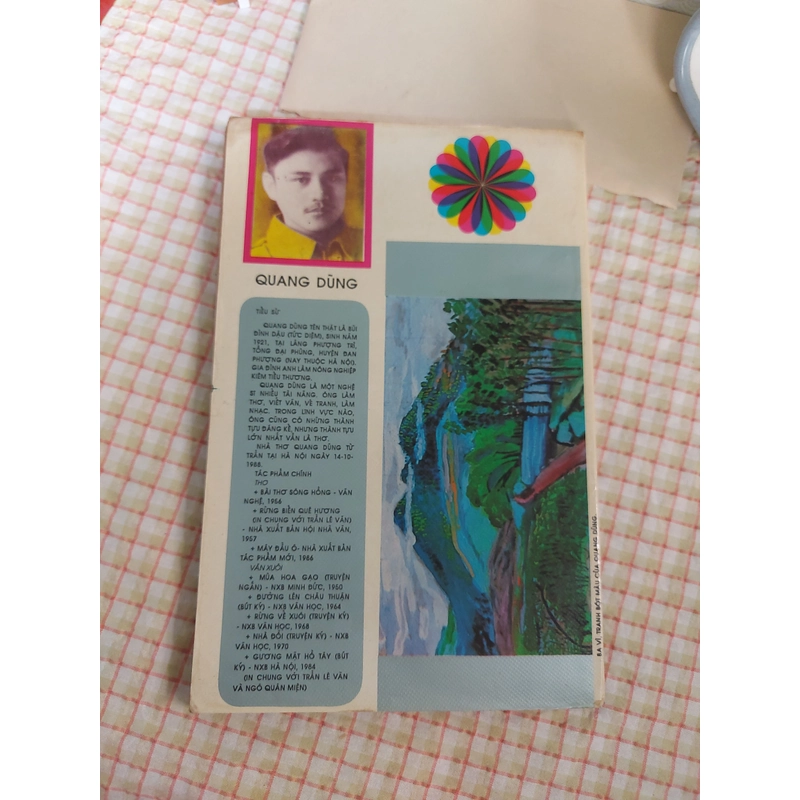 QUANG DŨNG
TIỂU SỬ
QUANG DŨNG TÊN THẬT LÀ BÙI
ĐÌNH DẬU (TỨC DIỆM), SINH NĂM
1921, TẠI LÀNG PHƯỢNG TRÌ,
TỔNG ĐẠI PHÙNG, HUYỆN ĐAN
PHƯỢNG (NAY THUỘC HÀ NỘI),
GIA ĐÌNH ANH LÀM NÔNG NGHIỆP
KIÊM TIỂU THƯƠNG.
QUANG DŨNG LÀ MỘT NGHỆ
SĨ NHIỀU TÀI NĂNG. ÔNG LÀM
THƠ, VIẾT VĂN, VẼ TRANH, LÀM
NHẠC. TRONG LĨNH VỰC NÀO,
ÔNG CŨNG CÓ NHỮNG THÀNH
TỰU ĐÁNG KỂ, NHƯNG THÀNH TỰU
LỚN NHẤT VẪN LÀ THƠ.
NHÀ THƠ QUANG DŨNG TỪ
TRẦN TẠI HÀ NỘI NGÀY 14-10-
1988.
TÁC PHẨM CHÍNH
THƠ
+ BÀI THƠ SÔNG HỒNG - VĂN
NGHỆ, 1956
+ RỪNG BIỂN QUÊ HƯƠNG
(IN CHUNG VỚI TRẦN LÊ VĂN)
- NHÀ XUẤT BẢN HỘI NHÀ VĂN,
1957
+ MÂY ĐẦU Ô- NHÀ XUẤT BẢN
TÁC PHẨM MỚI, 1986
VĂN XUÔI
+ MÙA HOA GẠO (TRUYỆN
NGẮN) - NXB MINH ĐỨC, 1950
+ ĐƯỜNG LÊN CHÂU THUẬN
(BÚT KÝ) - NXB VĂN HỌC, 1964
+ RỪNG VỀ XUÔI (TRUYỆN KÝ)
- NXB VĂN HỌC, 1968
+ NHÀ ĐỒI (TRUYỆN KÝ) - NXB
VĂN HỌC, 1970
+ GƯƠNG MẶT HỒ TÂY (BÚT
KÝ) - NXB HÀ NỘI, 1984
(IN CHUNG VỚI TRẦN LÊ VĂN
VÀ NGÔ QUÂN MIỆN)
BA VÌ. TRANH BỘT MÀU CỦA QUANG DŨNG.